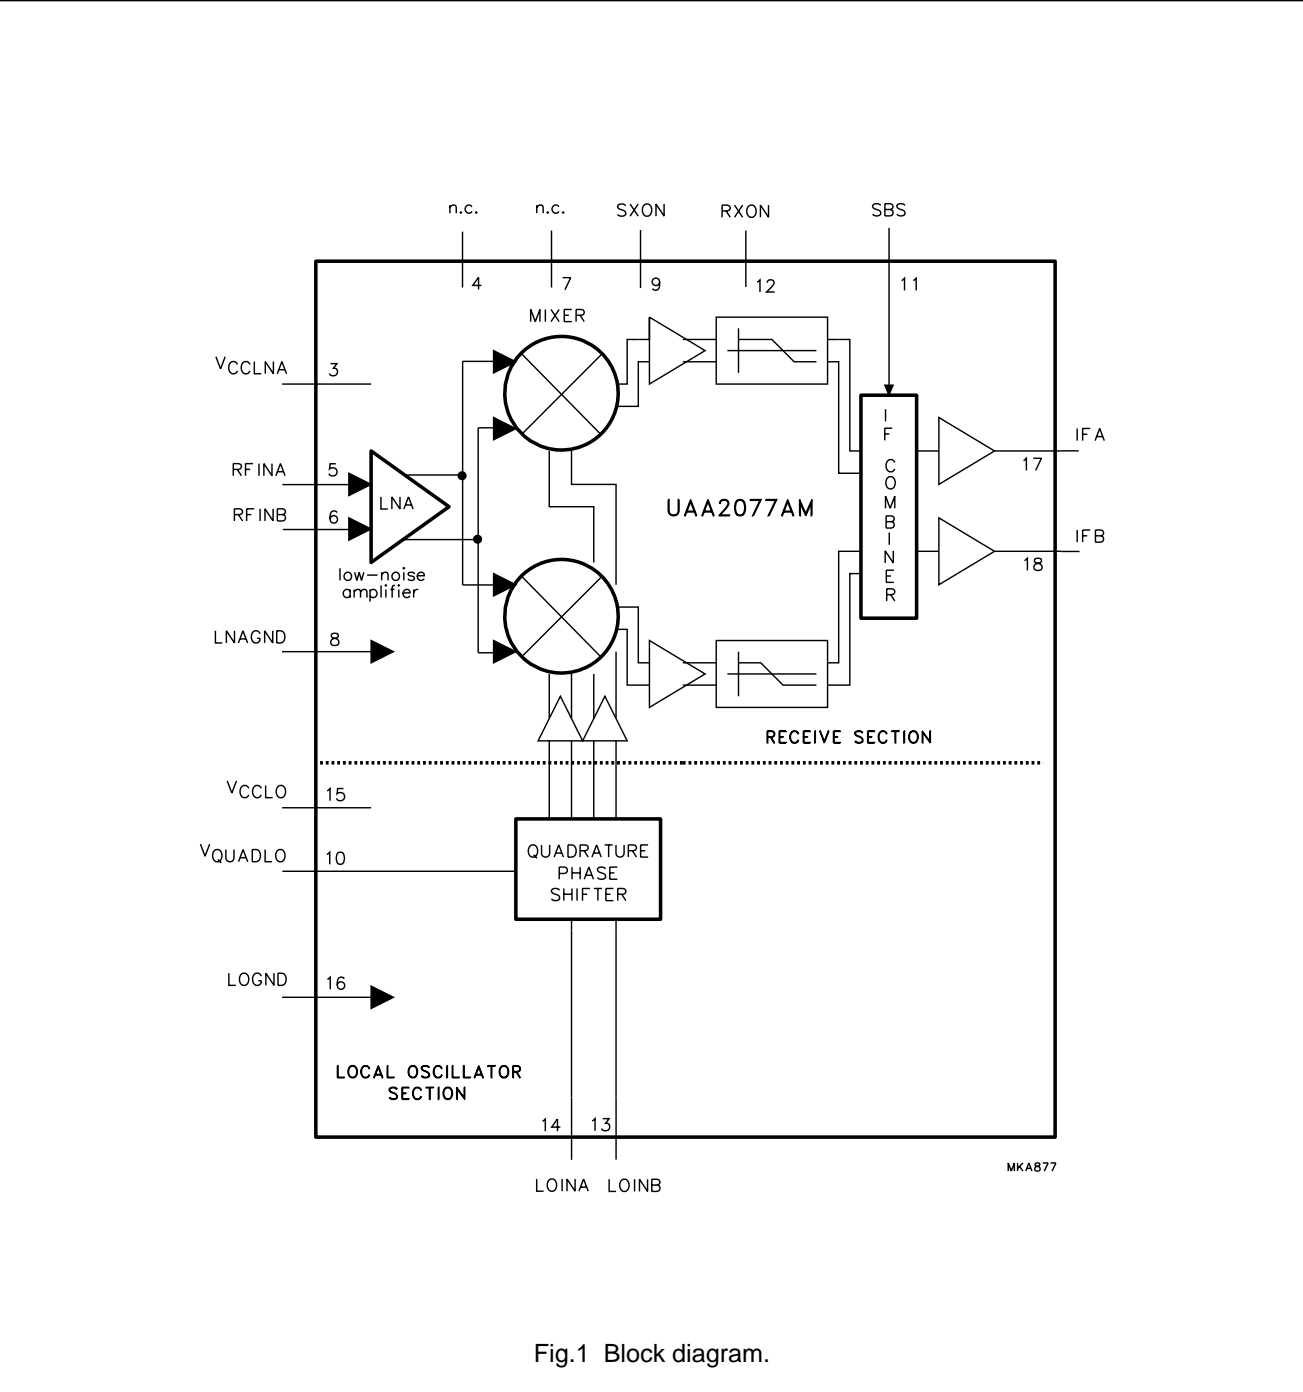 n.c. n.c. SXON RXON SBS
4 7 9 12 11
MIXER
VCCLNA 3
IF COMBINER
IFA
17
RFINA 5
LNA
RFINB 6
UAA2077AM
IFB
18
low-noise
amplifier
LNAGND 8
RECEIVE SECTION
VCCLO 15
VQUADLO 10
QUADRATURE
PHASE
SHIFTER
LOGND 16
LOCAL OSCILLATOR
SECTION
14 13
MKA877
LOINA LOINB
Fig.1 Block diagram.